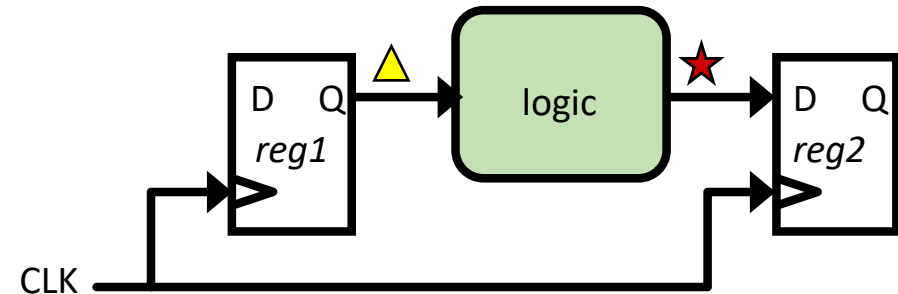 D Q
reg1
logic
D Q
reg2
CLK